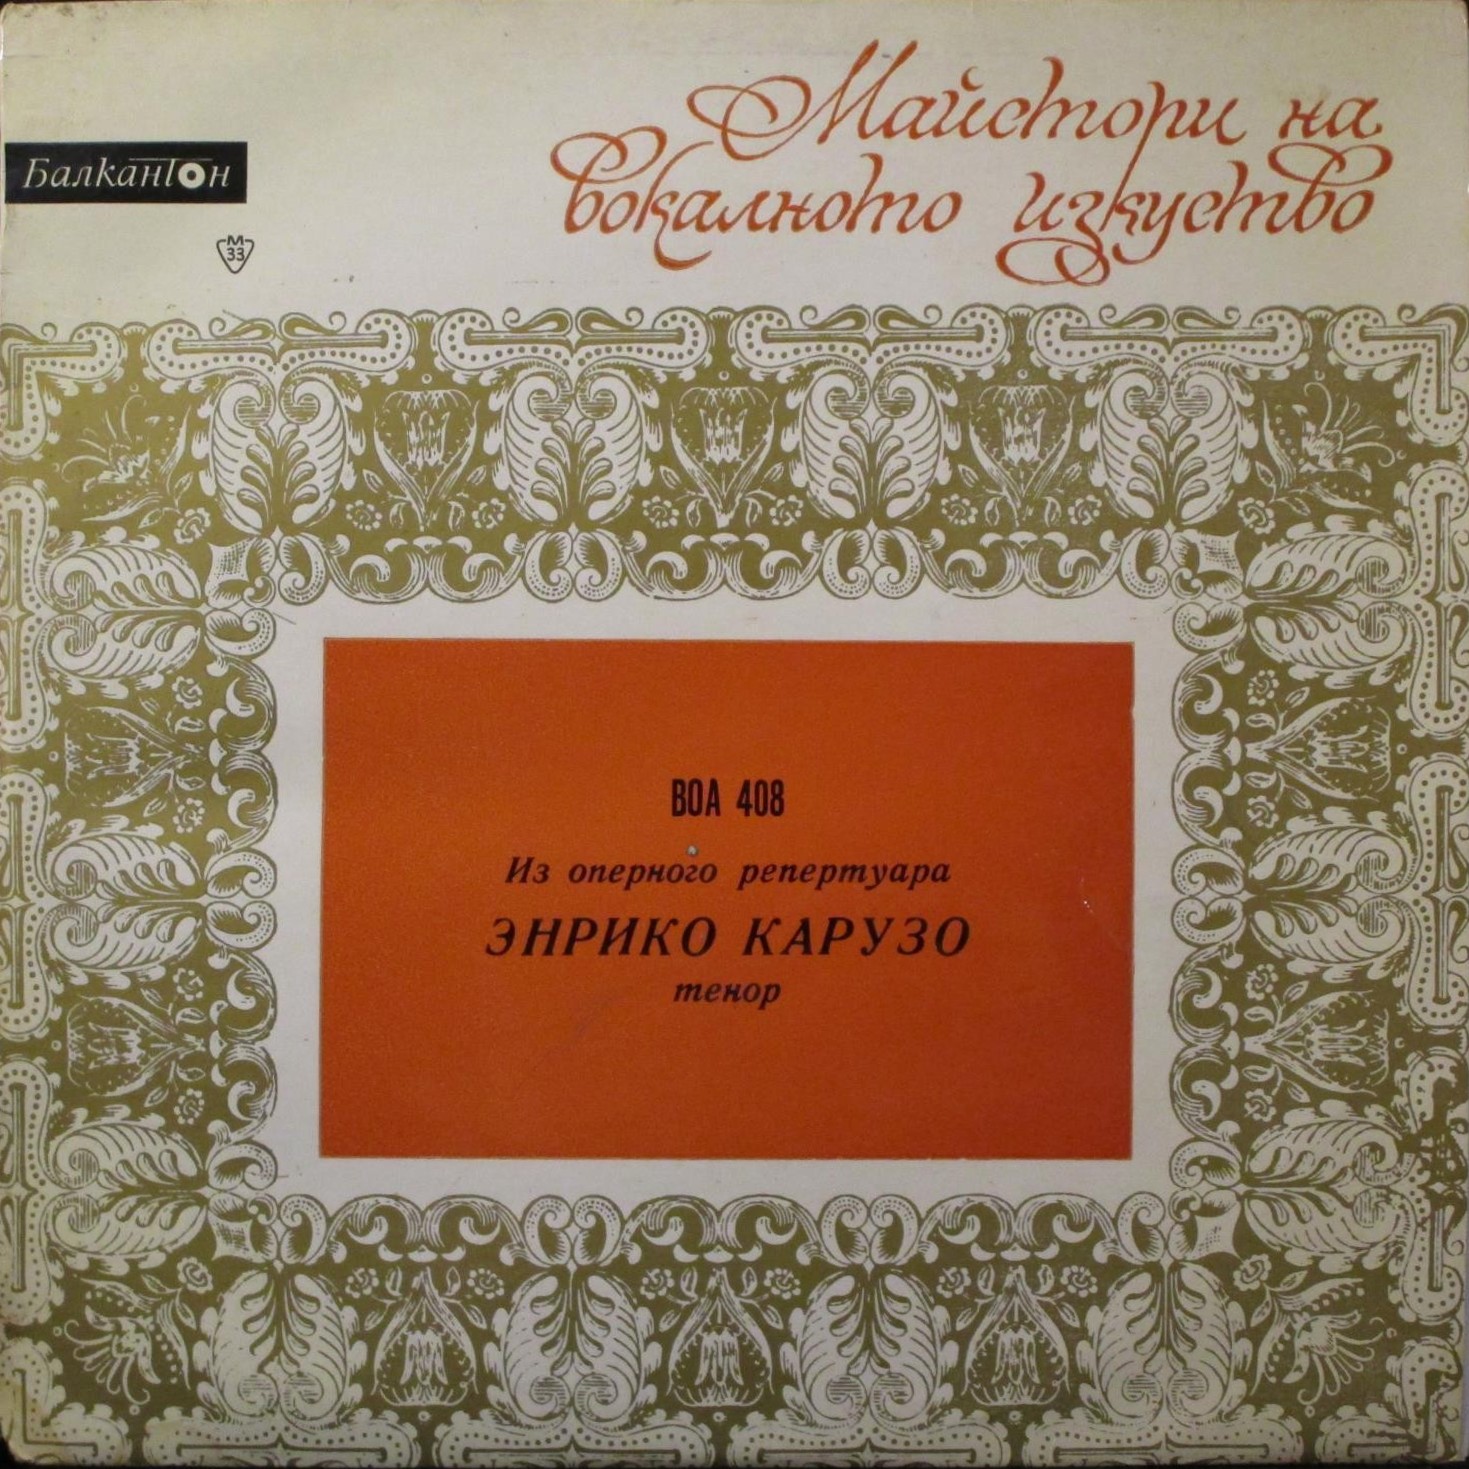 Майстори на
вокалното изкуство
Балкантон
М
33
ВОА 408
Из оперного репертуара
ЭНРИКО КАРУЗО
тенор